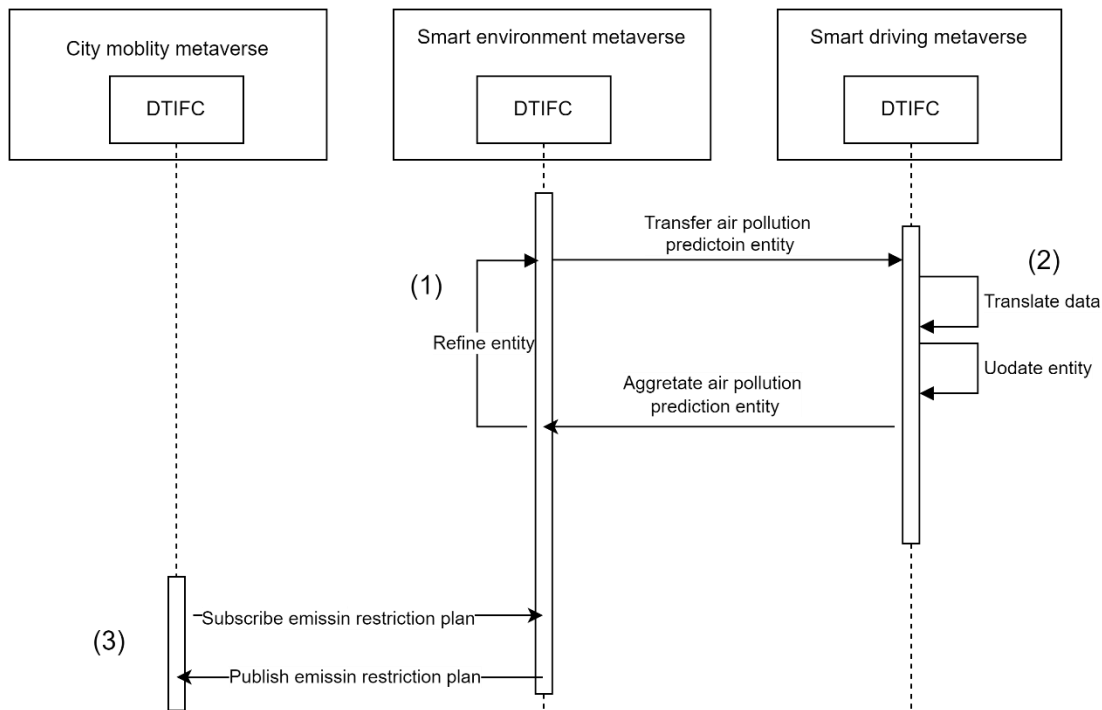 City moblity metaverse
DTIFC
Smart environment metaverse
DTIFC
Smart driving metaverse
DTIFC
Transfer air pollution
predictoin entity
(1)
(2)
Translate data
Refine entity
Uodate entity
Aggretate air pollution
prediction entity
Subscribe emissin restriction plan
(3)
Publish emissin restriction plan